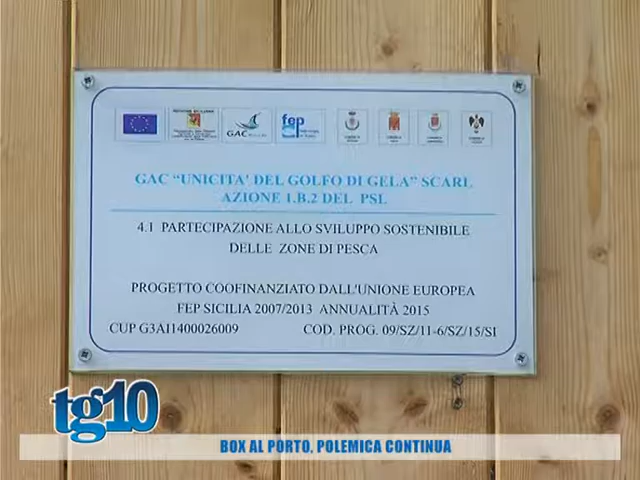 GAC
fep
GAC “UNICITA' DEL GOLFO DI GELA” SCARL
AZIONE 1.B.2 DEL PSL
4.1 PARTECIPAZIONE ALLO SVILUPPO SOSTENIBILE
DELLE ZONE DI PESCA
PROGETTO COOFINANZIATO DALL'UNIONE EUROPEA
FEP SICILIA 2007/2013 ANNUALITÀ 2015
CUP G3AI1400026009 COD. PROG. 09/SZ/11-6/SZ/15/SI
tg10
BOX AL PORTO, POLEMICA CONTINUA